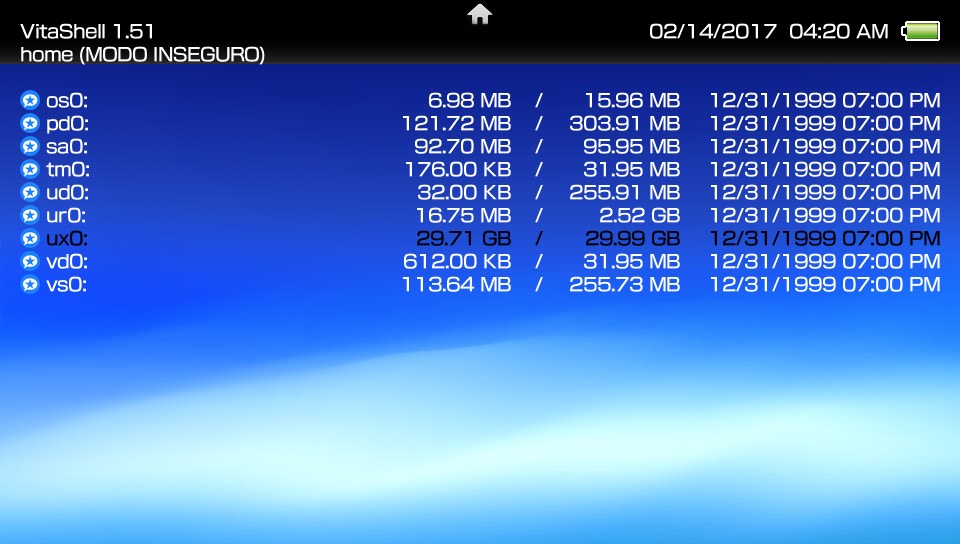 VitaShell 1.51 02/14/2017 04:20 AM
home (MODO INSEGURO)
os0: 6.98 MB / 15.96 MB 12/31/1999 07:00 PM
pd0: 121.72 MB / 303.91 MB 12/31/1999 07:00 PM
sa0: 92.70 MB / 95.95 MB 12/31/1999 07:00 PM
tm0: 176.00 KB / 31.95 MB 12/31/1999 07:00 PM
ud0: 32.00 KB / 255.91 MB 12/31/1999 07:00 PM
ur0: 16.75 MB / 2.52 GB 12/31/1999 07:00 PM
ux0: 29.71 GB / 29.99 GB 12/31/1999 07:00 PM
vd0: 612.00 KB / 31.95 MB 12/31/1999 07:00 PM
vs0: 113.64 MB / 255.73 MB 12/31/1999 07:00 PM